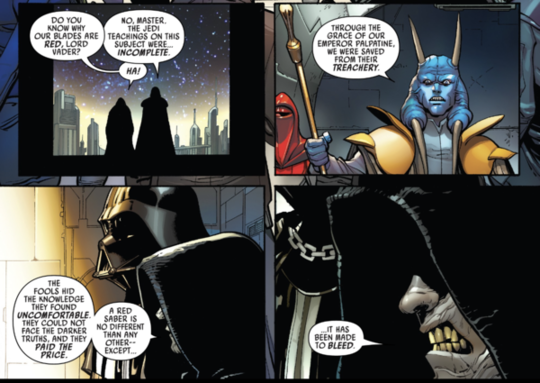 DO YOU
KNOW WHY
OUR BLADES ARE
RED, LORD
VADER?
NO, MASTER.
THE JEDI
TEACHINGS ON THIS
SUBJECT WERE...
INCOMPLETE.
HA!
THROUGH THE
GRACE OF OUR
EMPEROR PALPATINE,
WE WERE SAVED
FROM THEIR
TREACHERY.
THE
FOOLS HID
THE KNOWLEDGE
THEY FOUND
UNCOMFORTABLE.
THEY COULD NOT
FACE THE DARKER
TRUTHS, AND THEY
PAID THE
PRICE.
A RED
SABER IS
NO DIFFERENT
THAN ANY
OTHER--
EXCEPT...
...IT HAS
BEEN MADE
TO BLEED.